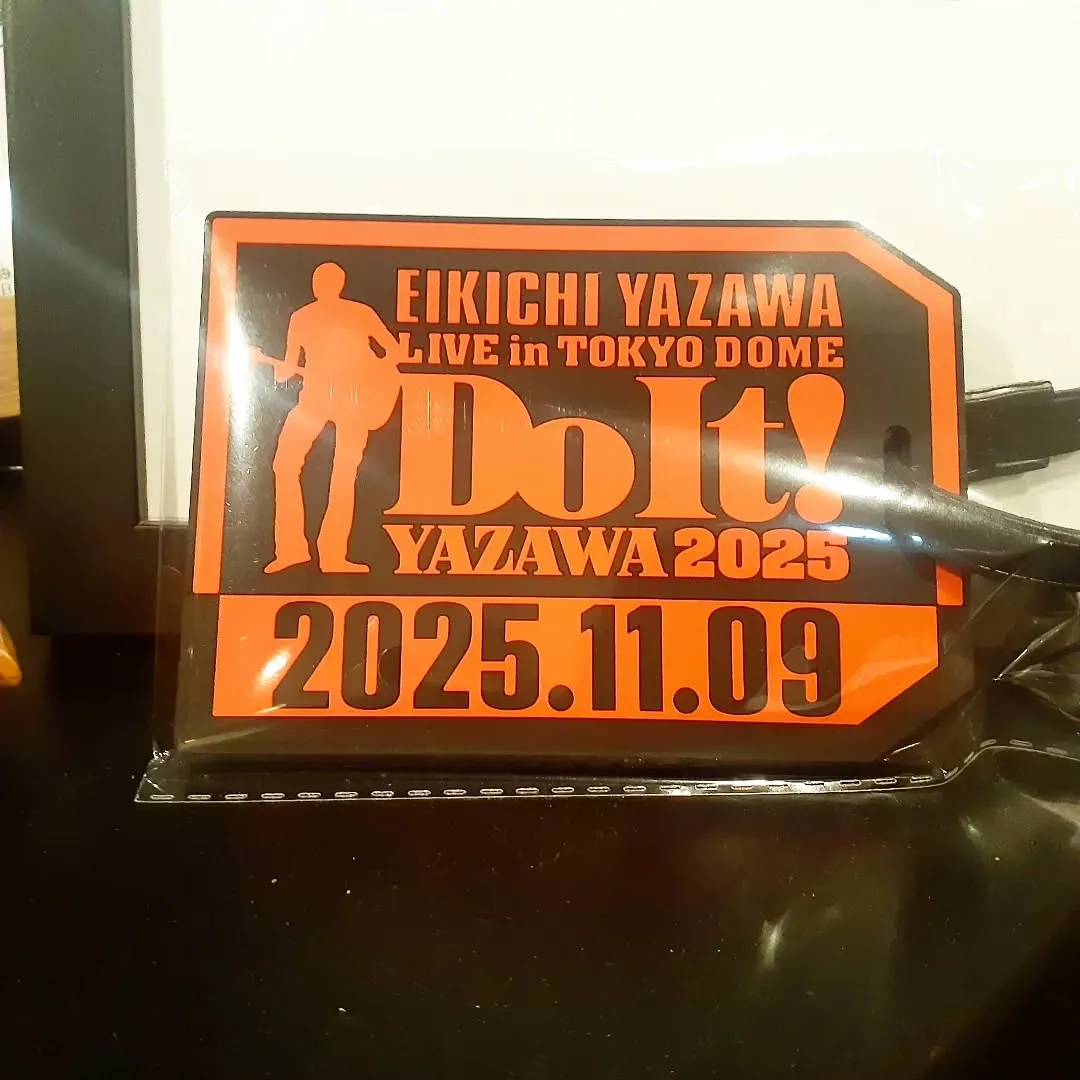 EIKICHI YAZAWA
LIVE in TOKYO DOME
Do It!
YAZAWA 2025
2025.11.09